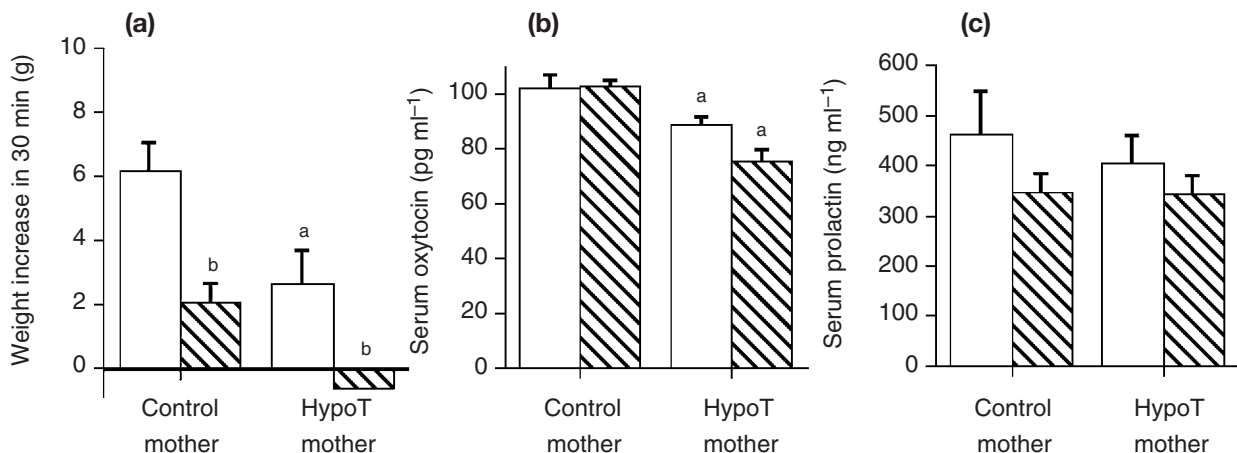 (a)
Weight increase in 30 min (g)
10
8
6
4
2
0
b
a
b
Control
mother
HypoT
mother
(b)
Serum oxytocin (pg ml⁻¹)
100
80
60
40
20
0
a
a
Control
mother
HypoT
mother
(c)
Serum prolactin (ng ml⁻¹)
600
500
400
300
200
100
0
Control
mother
HypoT
mother